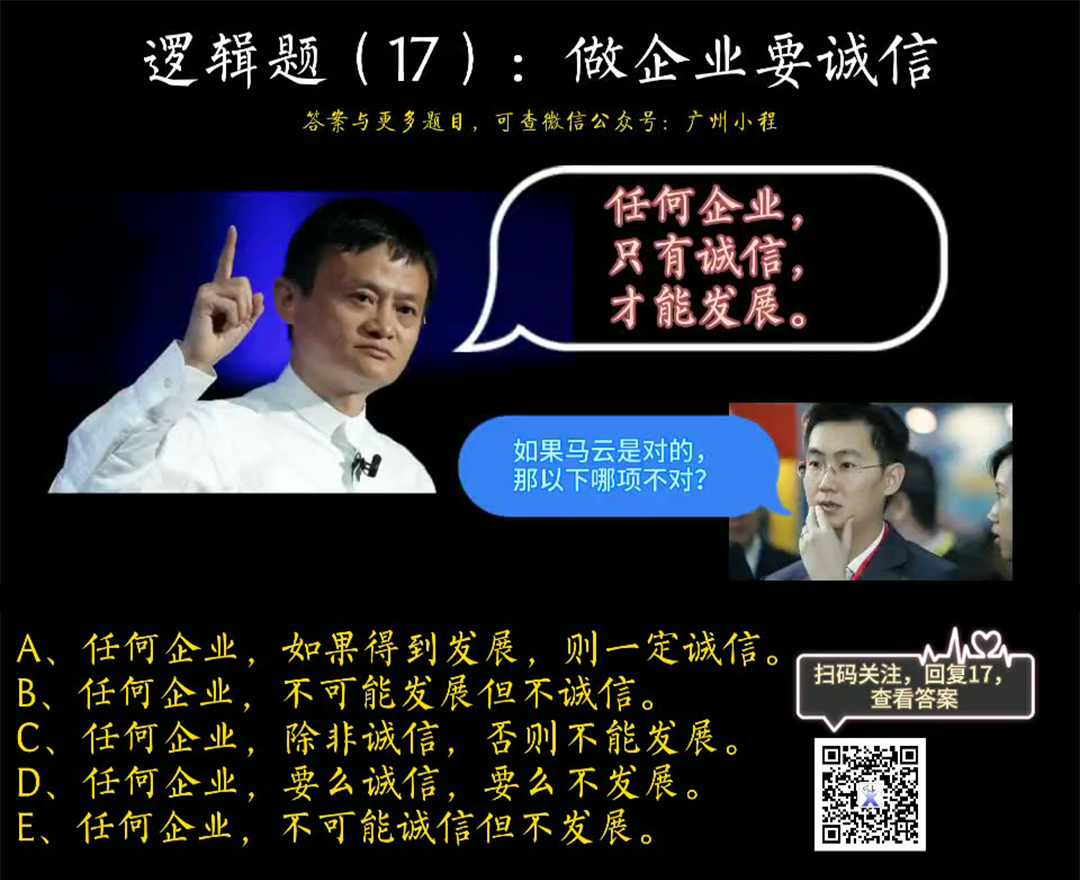 逻辑题（17）：做企业要诚信
答案与更多题目，可查微信公众号：广州小程
任何企业，
只有诚信，
才能发展。
如果马云是对的，
那以下哪项不对？
A、任何企业，如果得到发展，则一定诚信。
B、任何企业，不可能发展但不诚信。
C、任何企业，除非诚信，否则不能发展。
D、任何企业，要么诚信，要么不发展。
E、任何企业，不可能诚信但不发展。
扫码关注，回复17，
查看答案